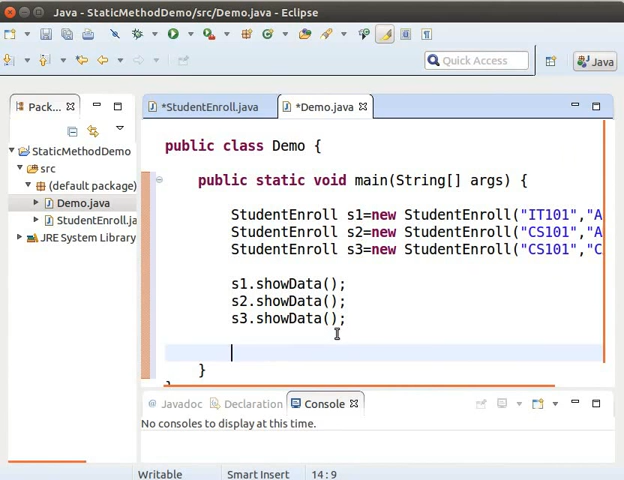 Java - StaticMethodDemo/src/Demo.java - Eclipse
Quick Access
Java
Pack...
*StudentEnroll.java
*Demo.java
StaticMethodDemo
src
(default package)
Demo.java
StudentEnroll.ja
JRE System Library
public class Demo {
public static void main(String[] args) {
StudentEnroll s1=new StudentEnroll("IT101","A
StudentEnroll s2=new StudentEnroll("CS101","A
StudentEnroll s3=new StudentEnroll("CS101","C
s1.showData();
s2.showData();
s3.showData();
}
Javadoc
Declaration
Console
No consoles to display at this time.
Writable
Smart Insert
14 : 9